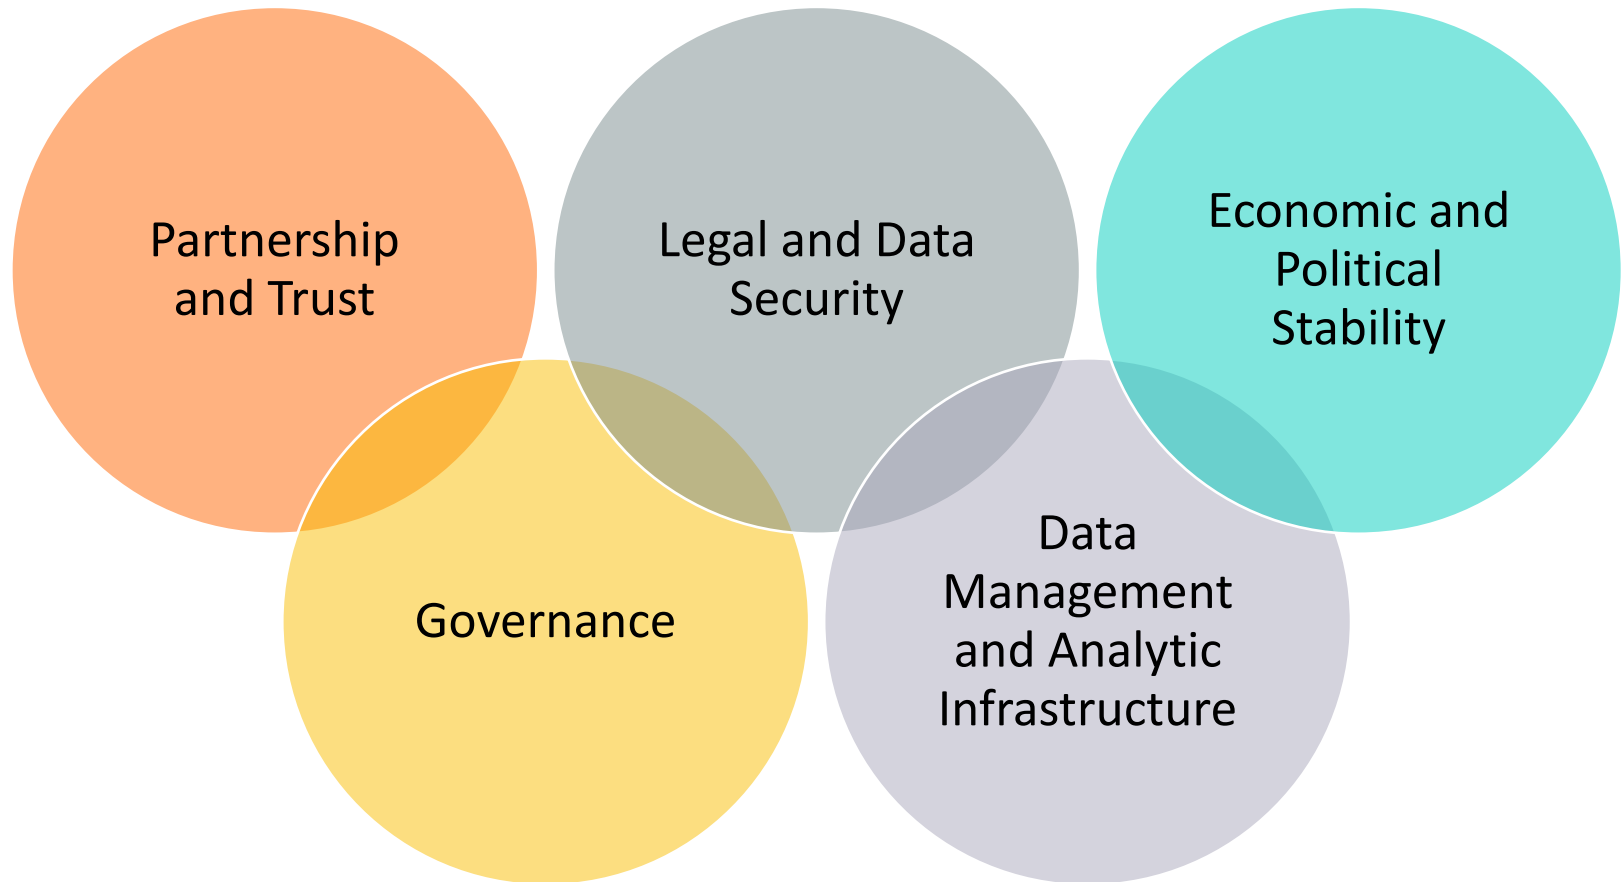 Partnership
and Trust
Legal and Data
Security
Economic and
Political
Stability
Governance
Data
Management
and Analytic
Infrastructure